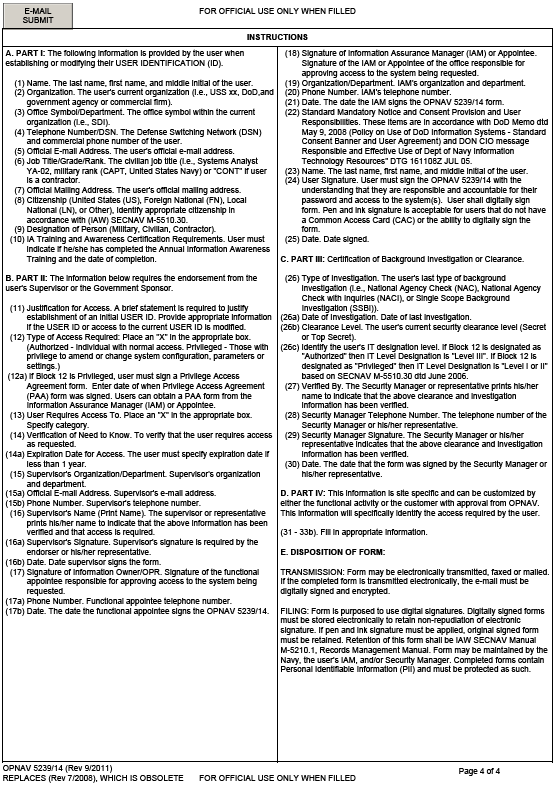 E-MAIL
SUBMIT
FOR OFFICIAL USE ONLY WHEN FILLED
INSTRUCTIONS
A. PART I: The following information is provided by the user when
establishing or modifying their USER IDENTIFICATION (ID).
(1) Name. The last name, first name, and middle initial of the user.
(2) Organization. The user's current organization (i.e., USS xx, DoD,and
government agency or commercial firm).
(3) Office Symbol/Department. The office symbol within the current
organization (i.e., SDI).
(4) Telephone Number/DSN. The Defense Switching Network (DSN)
and commercial phone number of the user.
(5) Official E-mail Address. The user's official e-mail address.
(6) Job Title/Grade/Rank. The civilian job title (i.e., Systems Analyst
YA-02, military rank (CAPT, United States Navy) or "CONT" if user
is a contractor.
(7) Official Mailing Address. The user's official mailing address.
(8) Citizenship (United States (US), Foreign National (FN), Local
National (LN), or Other), identify appropriate citizenship in
accordance with (IAW) SECNAV M-5510.30.
(9) Designation of Person (Military, Civilian, Contractor).
(10) IA Training and Awareness Certification Requirements. User must
indicate if he/she has completed the Annual Information Awareness
Training and the date of completion.
B. PART II: The information below requires the endorsement from the
user's Supervisor or the Government Sponsor.
(11) Justification for Access. A brief statement is required to justify
establishment of an initial USER ID. Provide appropriate information
if the USER ID or access to the current USER ID is modified.
(12) Type of Access Required: Place an "X" in the appropriate box.
(Authorized - Individual with normal access. Privileged - Those with
privilege to amend or change system configuration, parameters or
settings.)
(12a) If Block 12 is Privileged, user must sign a Privilege Access
Agreement form. Enter date of when Privilege Access Agreement
(PAA) form was signed. Users can obtain a PAA form from the
Information Assurance Manager (IAM) or Appointee.
(13) User Requires Access To. Place an "X" in the appropriate box.
Specify category.
(14) Verification of Need to Know. To verify that the user requires access
as requested.
(14a) Expiration Date for Access. The user must specify expiration date if
less than 1 year.
(15) Supervisor's Organization/Department. Supervisor's organization
and department.
(15a) Official E-mail Address. Supervisor's e-mail address.
(15b) Phone Number. Supervisor's telephone number.
(16) Supervisor's Name (Print Name). The supervisor or representative
prints his/her name to indicate that the above information has been
verified and that access is required.
(16a) Supervisor's Signature. Supervisor's signature is required by the
endorser or his/her representative.
(16b) Date. Date supervisor signs the form.
(17) Signature of Information Owner/OPR. Signature of the functional
appointee responsible for approving access to the system being
requested.
(17a) Phone Number. Functional appointee telephone number.
(17b) Date. The date the functional appointee signs the OPNAV 5239/14.
(18) Signature of Information Assurance Manager (IAM) or Appointee.
Signature of the IAM or Appointee of the office responsible for
approving access to the system being requested.
(19) Organization/Department. IAM's organization and department.
(20) Phone Number. IAM's telephone number.
(21) Date. The date the IAM signs the OPNAV 5239/14 form.
(22) Standard Mandatory Notice and Consent Provision and User
Responsibilities. These items are in accordance with DoD Memo dtd
May 9, 2008 (Policy on Use of DoD Information Systems - Standard
Consent Banner and User Agreement) and DON CIO message
Responsible and Effective Use of Dept of Navy Information
Technology Resources" DTG 161108Z JUL 05.
(23) Name. The last name, first name, and middle initial of the user.
(24) User Signature. User must sign the OPNAV 5239/14 with the
understanding that they are responsible and accountable for their
password and access to the system(s). User shall digitally sign
form. Pen and ink signature is acceptable for users that do not have
a Common Access Card (CAC) or the ability to digitally sign the
form.
(25) Date. Date signed.
C. PART III: Certification of Background Investigation or Clearance.
(26) Type of Investigation. The user's last type of background
Investigation (i.e., National Agency Check (NAC), National Agency
Check with Inquiries (NACI), or Single Scope Background
Investigation (SSBI)).
(26a) Date of Investigation. Date of last investigation.
(26b) Clearance Level. The user's current security clearance level (Secret
or Top Secret).
(26c) Identify the user's IT designation level. If Block 12 is designated as
"Authorized" then IT Level Designation is "Level III". If Block 12 is
designated as "Privileged" then IT Level Designation is "Level I or II"
based on SECNAV M-5510.30 dtd June 2006.
(27) Verified By. The Security Manager or representative prints his/her
name to indicate that the above clearance and investigation
information has been verified.
(28) Security Manager Telephone Number. The telephone number of the
Security Manager or his/her representative.
(29) Security Manager Signature. The Security Manager or his/her
representative indicates that the above clearance and investigation
information has been verified.
(30) Date. The date that the form was signed by the Security Manager or
his/her representative.
D. PART IV: This information is site specific and can be customized by
either the functional activity or the customer with approval from OPNAV.
This information will specifically identify the access required by the user.
(31 - 33b). Fill in appropriate information.
E. DISPOSITION OF FORM:
TRANSMISSION: Form may be electronically transmitted, faxed or mailed.
If the completed form is transmitted electronically, the e-mail must be
digitally signed and encrypted.
FILING: Form is purposed to use digital signatures. Digitally signed forms
must be stored electronically to retain non-repudiation of electronic
signature. If pen and ink signature must be applied, original signed form
must be retained. Retention of this form shall be IAW SECNAV Manual
M-5210.1, Records Management Manual. Form may be maintained by the
Navy, the user's IAM, and/or Security Manager. Completed forms contain
Personal Identifiable Information (PII) and must be protected as such.
OPNAV 5239/14 (Rev 9/2011)
REPLACES (Rev 7/2008), WHICH IS OBSOLETE
FOR OFFICIAL USE ONLY WHEN FILLED
Page 4 of 4